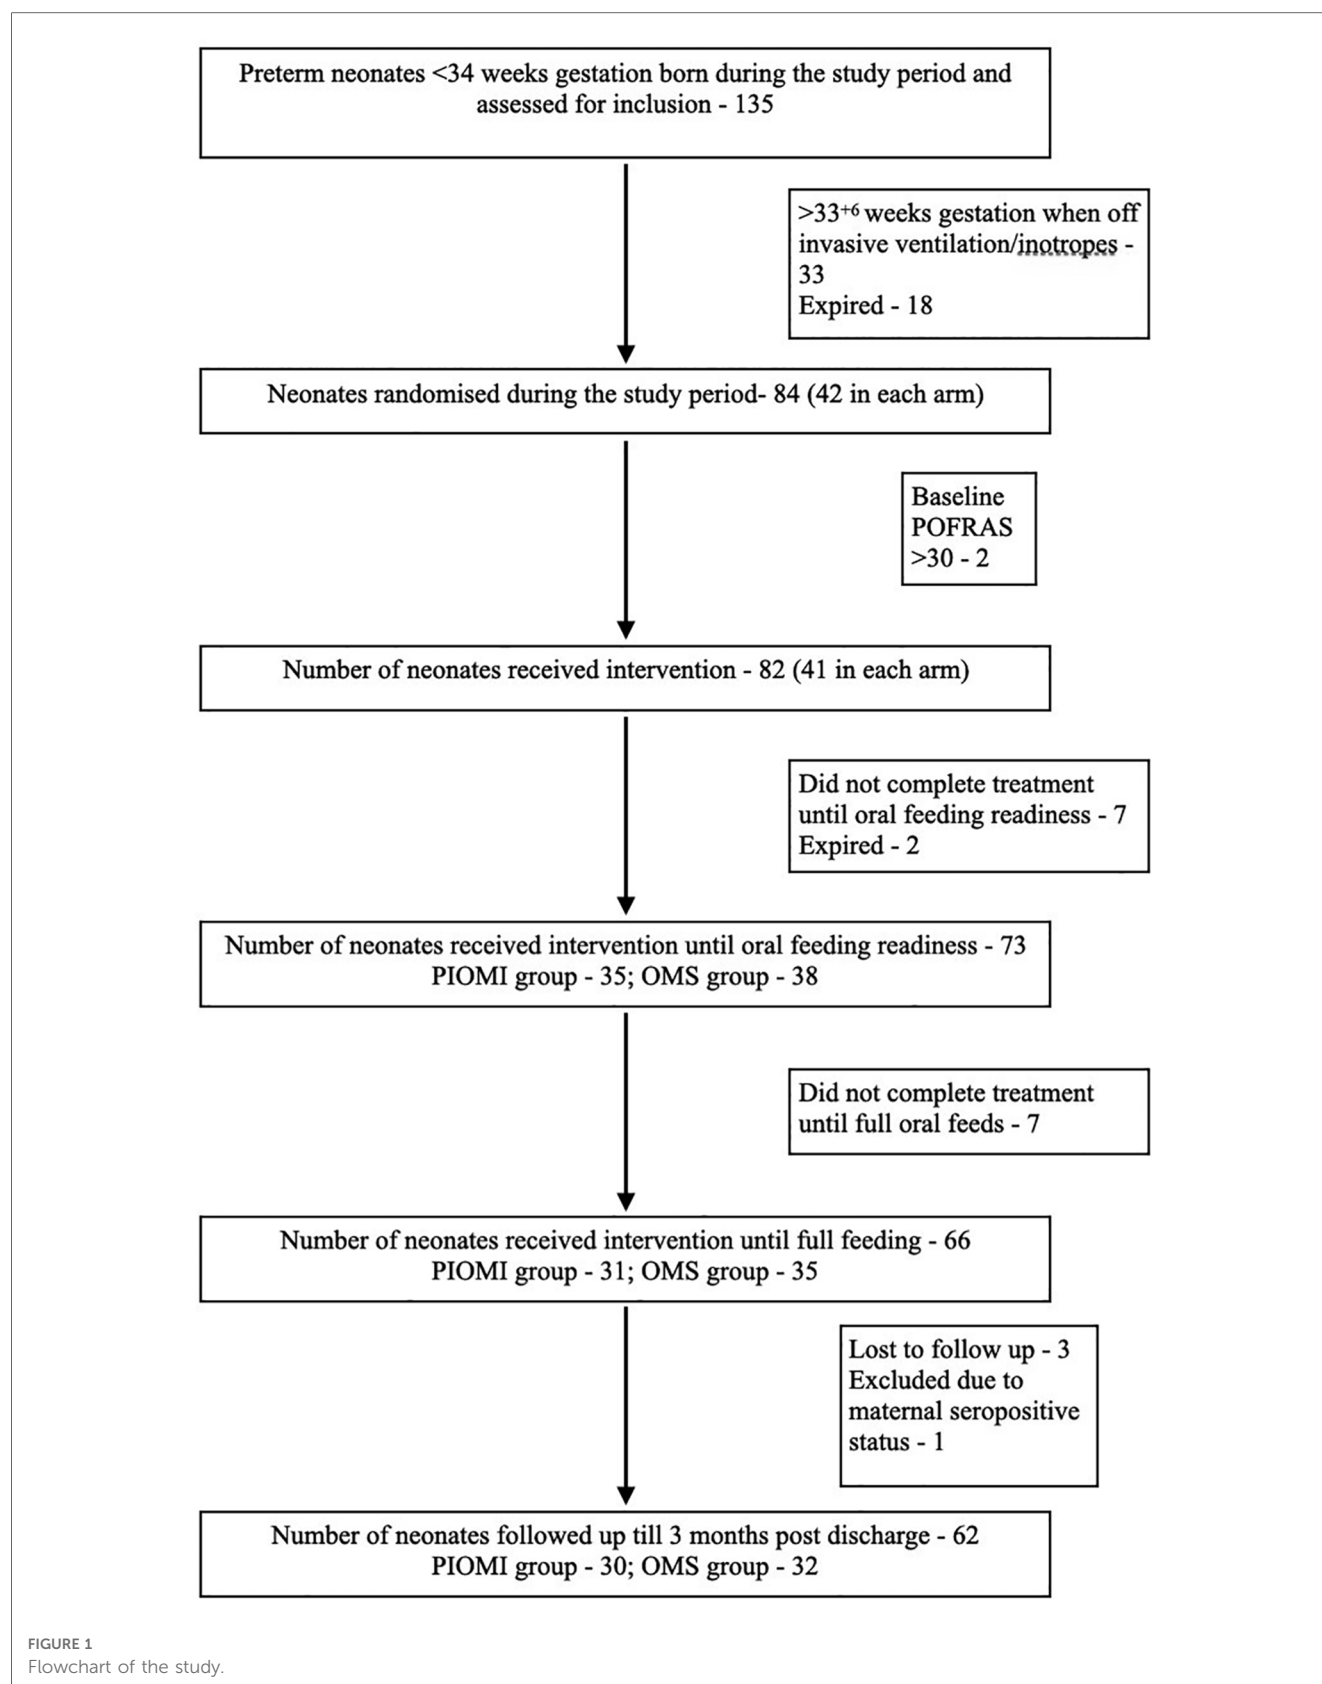 Preterm neonates <34 weeks gestation born during the study period and
assessed for inclusion - 135
>33+6 weeks gestation when off
invasive ventilation/inotropes -
33
Expired - 18
Neonates randomised during the study period- 84 (42 in each arm)
Baseline
POFRAS
>30 - 2
Number of neonates received intervention - 82 (41 in each arm)
Did not complete treatment
until oral feeding readiness - 7
Expired - 2
Number of neonates received intervention until oral feeding readiness - 73
PIOMI group - 35; OMS group - 38
Did not complete treatment
until full oral feeds - 7
Number of neonates received intervention until full feeding - 66
PIOMI group - 31; OMS group - 35
Lost to follow up - 3
Excluded due to
maternal seropositive
status - 1
Number of neonates followed up till 3 months post discharge - 62
PIOMI group - 30; OMS group - 32
FIGURE 1
Flowchart of the study.